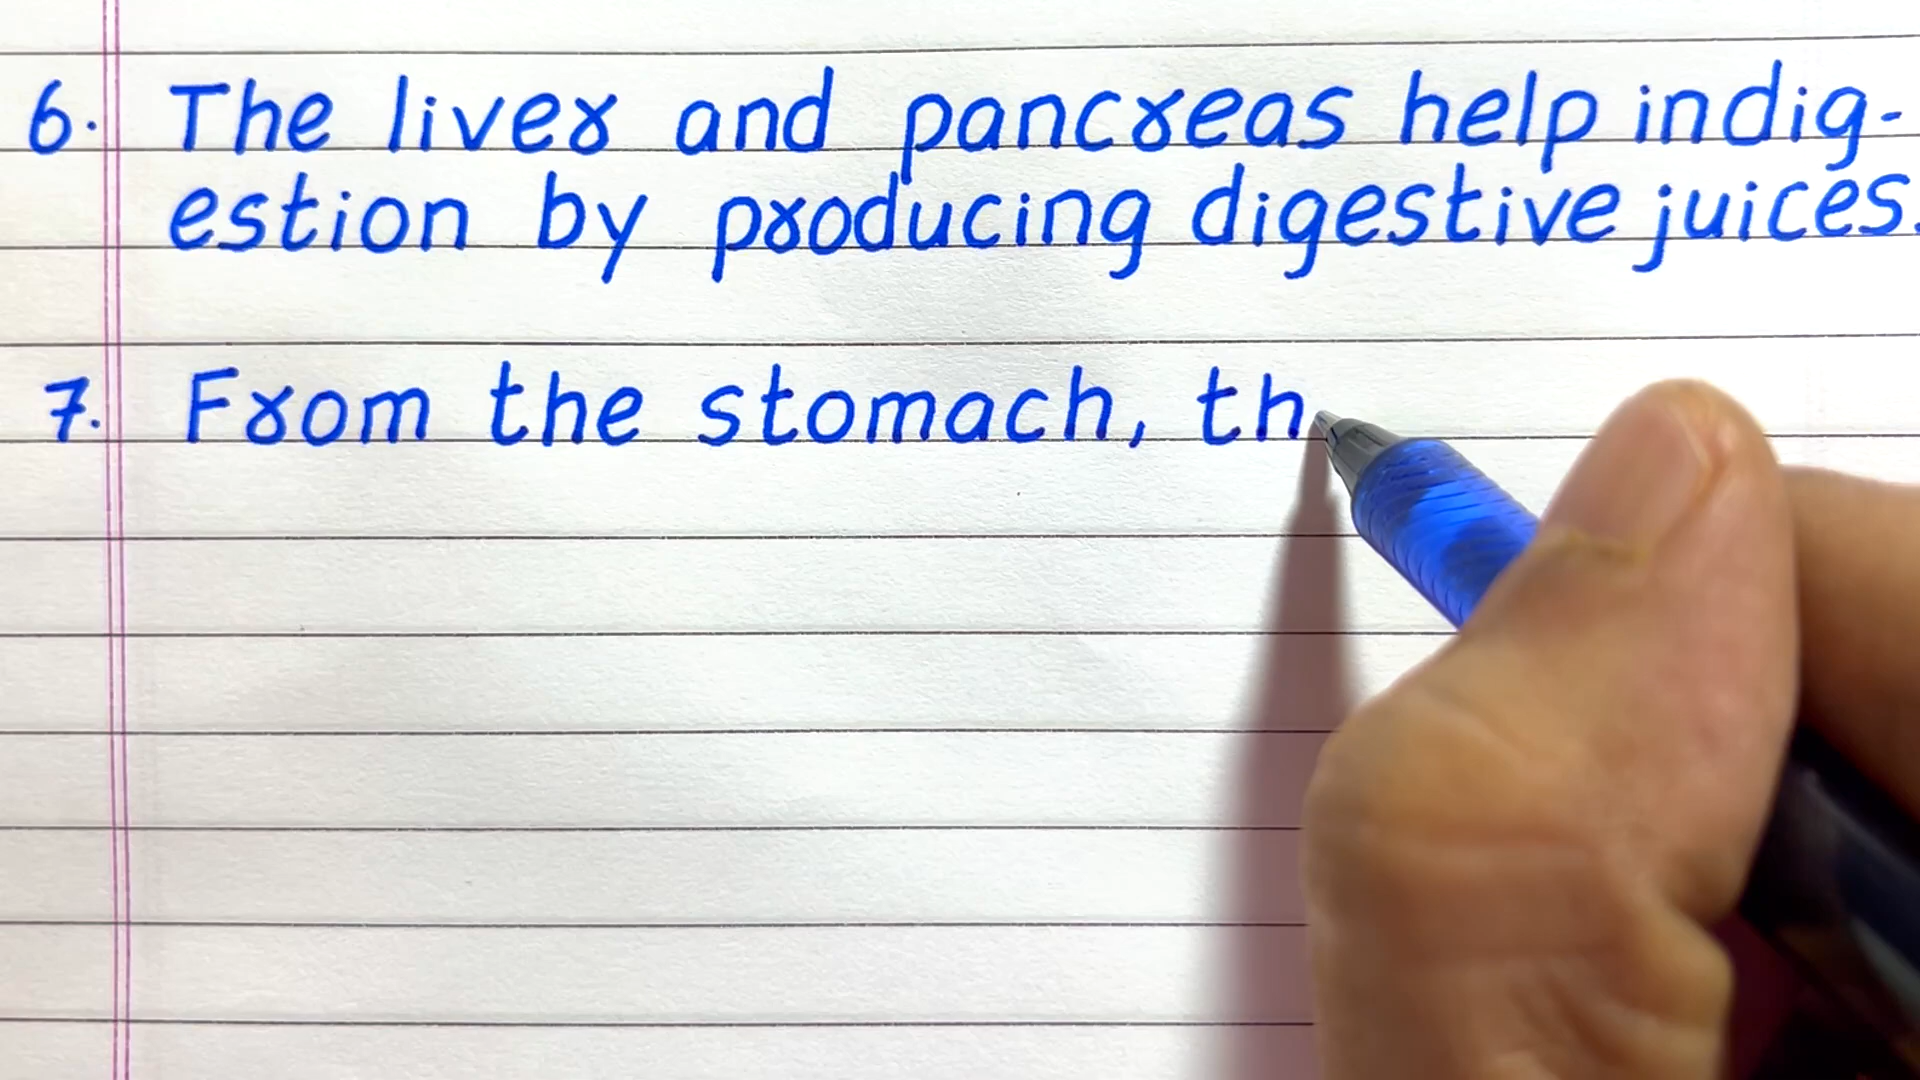 6. The liver and pancreas help indig-
estion by producing digestive juices.
7. From the stomach, th